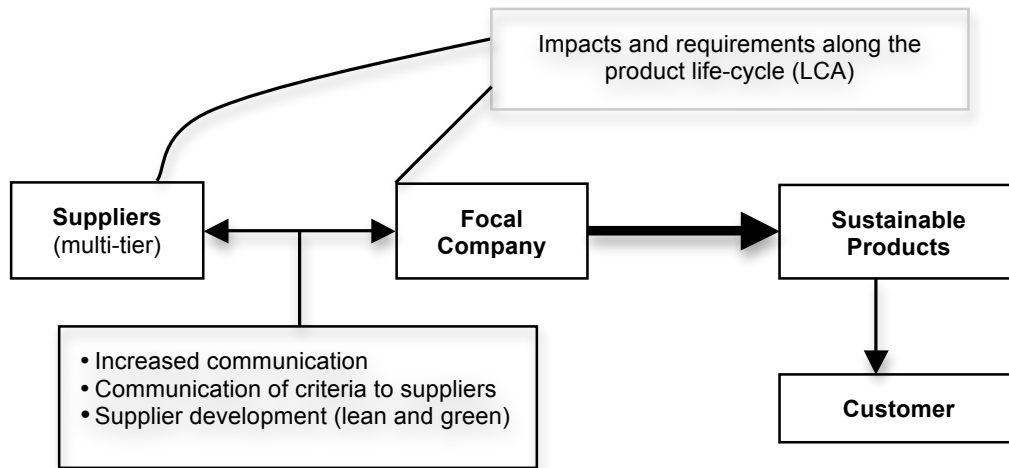 Impacts and requirements along the
product life-cycle (LCA)
Suppliers
(multi-tier)
Focal
Company
Sustainable
Products
• Increased communication
• Communication of criteria to suppliers
• Supplier development (lean and green)
Customer